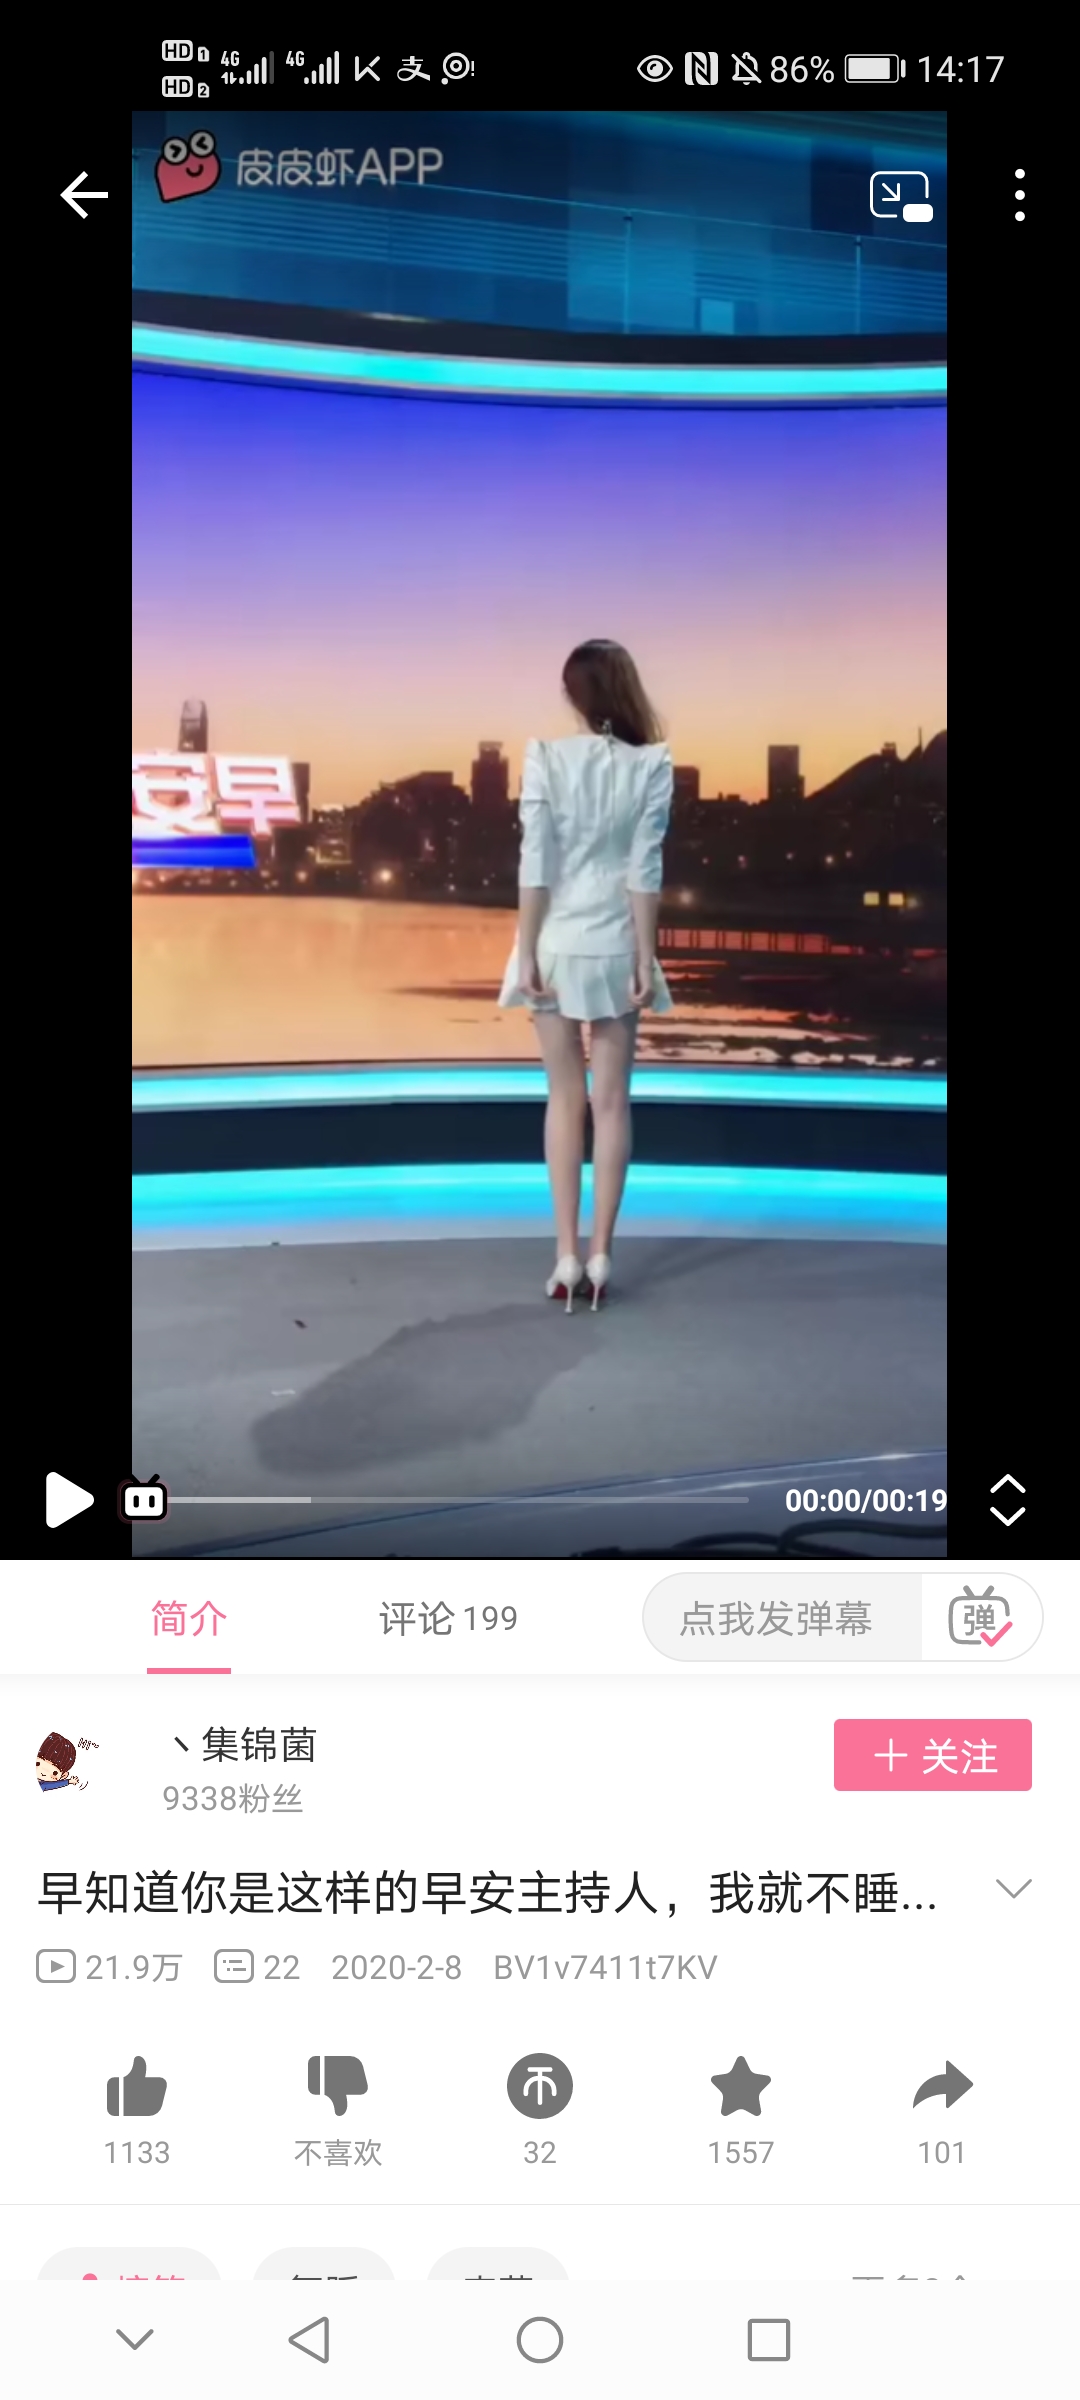 HD 1 4G 4G 支 86% 14:17
HD 2
皮皮虾APP
安早
00:00/00:19
简介 评论 199 点我发弹幕 弹
Hi~
丶集锦菌
9338粉丝
+ 关注
早知道你是这样的早安主持人，我就不睡...
21.9万 22 2020-2-8 BV1v7411t7KV
1133 不喜欢 32 1557 101